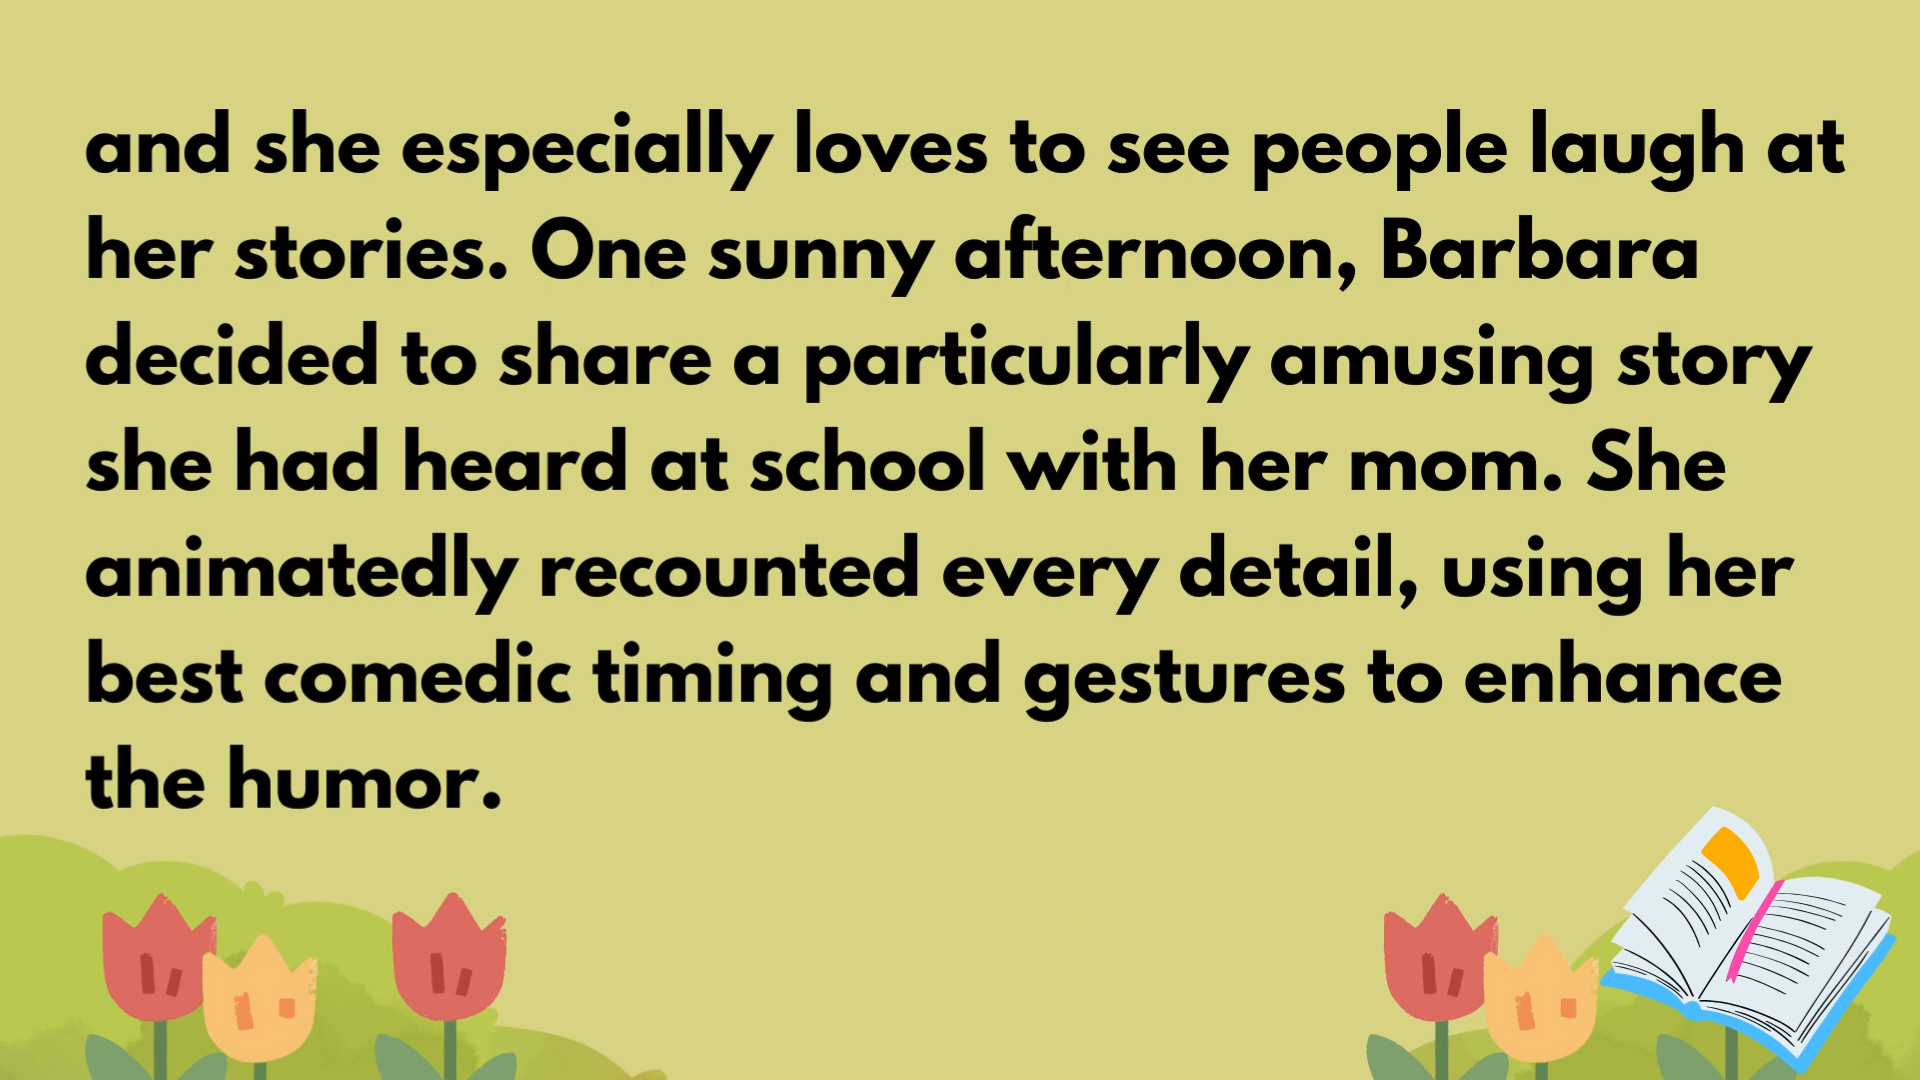 and she especially loves to see people laugh at
her stories. One sunny afternoon, Barbara
decided to share a particularly amusing story
she had heard at school with her mom. She
animatedly recounted every detail, using her
best comedic timing and gestures to enhance
the humor.